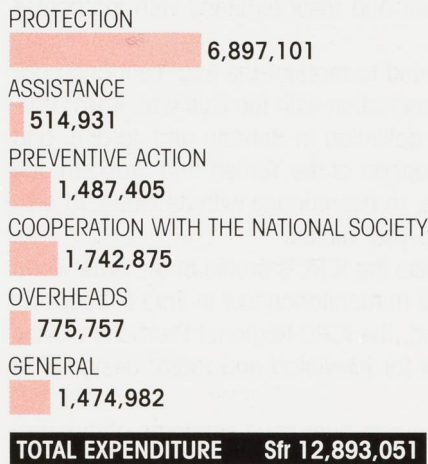 PROTECTION
6,897,101
ASSISTANCE
514,931
PREVENTIVE ACTION
1,487,405
COOPERATION WITH THE NATIONAL SOCIETY
1,742,875
OVERHEADS
775,757
GENERAL
1,474,982
TOTAL EXPENDITURE Sfr 12,893,051